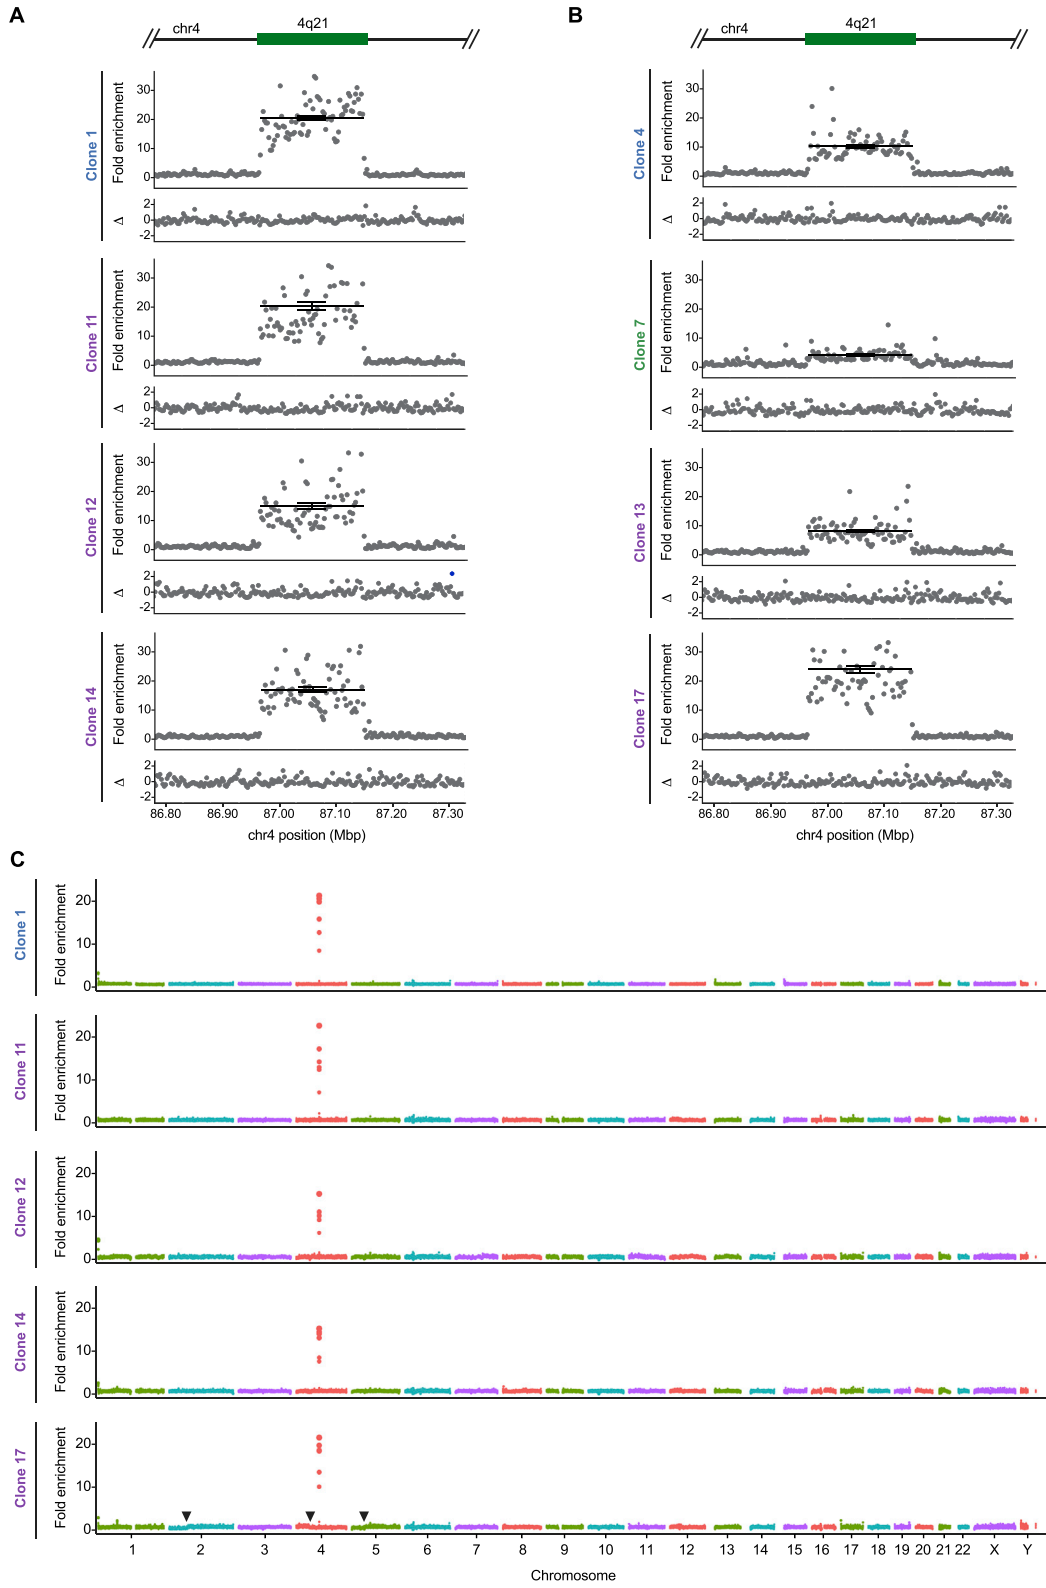 A
chr4
4q21
Clone 1
Fold enrichment
30
20
10
0
Δ
2
0
-2
Clone 11
Fold enrichment
30
20
10
0
Δ
2
0
-2
Clone 12
Fold enrichment
30
20
10
0
Δ
2
0
-2
Clone 14
Fold enrichment
30
20
10
0
Δ
2
0
-2
86.80 86.90 87.00 87.10 87.20 87.30
chr4 position (Mbp)
B
chr4
4q21
Clone 4
Fold enrichment
30
20
10
0
Δ
2
0
-2
Clone 7
Fold enrichment
30
20
10
0
Δ
2
0
-2
Clone 13
Fold enrichment
30
20
10
0
Δ
2
0
-2
Clone 17
Fold enrichment
30
20
10
0
Δ
2
0
-2
86.80 86.90 87.00 87.10 87.20 87.30
chr4 position (Mbp)
C
Clone 1
Fold enrichment
20
10
0
Clone 11
Fold enrichment
20
10
0
Clone 12
Fold enrichment
20
10
0
Clone 14
Fold enrichment
20
10
0
Clone 17
Fold enrichment
20
10
0
1 2 3 4 5 6 7 8 9 10 11 12 13 14 15 16 17 18 19 20 21 22 X Y
Chromosome